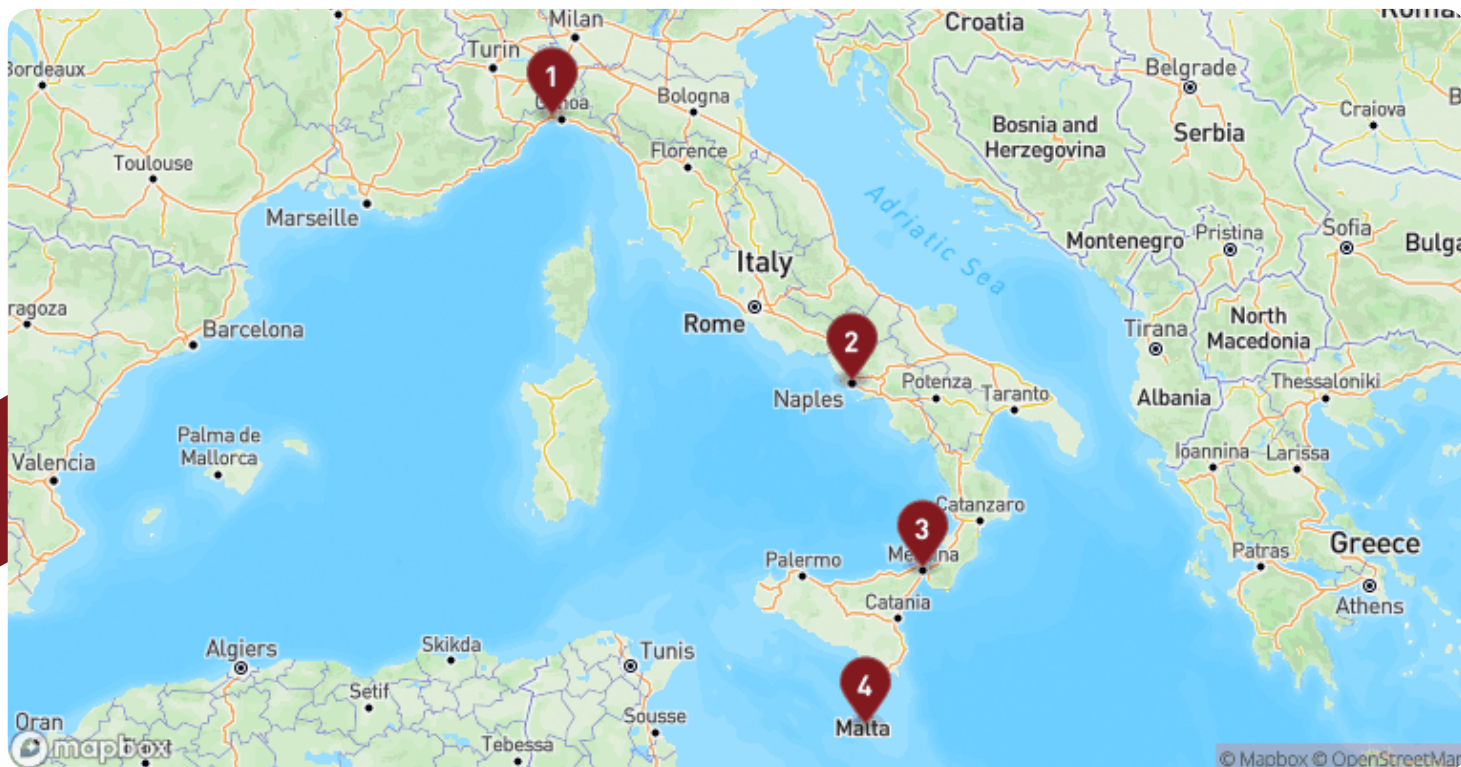 Milan
Croatia
Turin
Bordeaux
1
Belgrade
Genoa
Bologna
Craiova
Bosnia and
Herzegovina
Serbia
Toulouse
Florence
Marseille
Adriatic Sea
Montenegro
Pristina
Sofia
Bulga
Italy
ragoza
Barcelona
Rome
2
Tirana
North
Macedonia
Naples
Potenza
Taranto
Albania
Thessaloniki
Palma de
Mallorca
Valencia
Ioannina
Larissa
3
Catanzaro
Messina
Palermo
Patras
Greece
Catania
Athens
Algiers
Skikda
Tunis
Setif
4
Malta
Oran
Sousse
Tebessa
mapbox
© Mapbox © OpenStreetMap